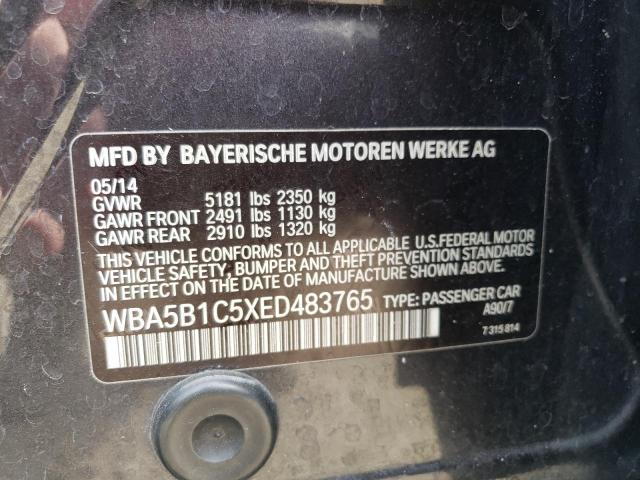 MFD BY BAYERISCHE MOTOREN WERKE AG
05/14
GVWR 5181 lbs 2350 kg
GAWR FRONT 2491 lbs 1130 kg
GAWR REAR 2910 lbs 1320 kg
THIS VEHICLE CONFORMS TO ALL APPLICABLE U.S.FEDERAL MOTOR
VEHICLE SAFETY, BUMPER AND THEFT PREVENTION STANDARDS
IN EFFECT ON THE DATE OF MANUFACTURE SHOWN ABOVE.
WBA5B1C5XED483765 TYPE: PASSENGER CAR
A90/7
7 315 814